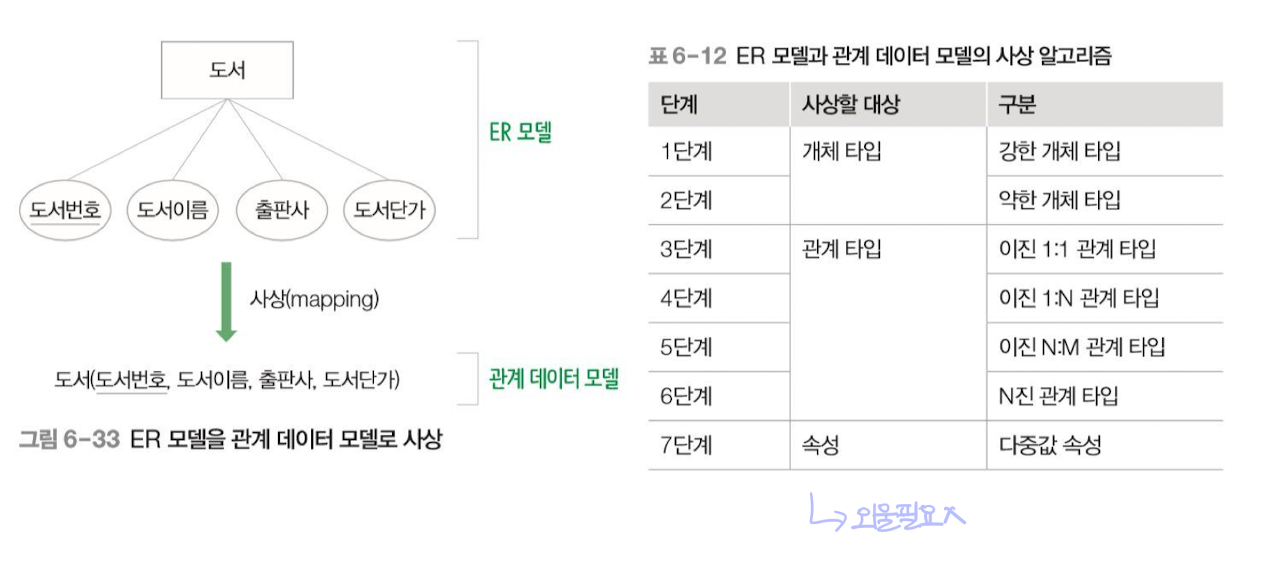 도서
도서번호 도서이름 출판사 도서단가
ER 모델
사상(mapping)
도서(도서번호, 도서이름, 출판사, 도서단가)
관계 데이터 모델
그림 6-33 ER 모델을 관계 데이터 모델로 사상
표 6-12 ER 모델과 관계 데이터 모델의 사상 알고리즘
단계 사상할 대상 구분
1단계 개체 타입 강한 개체 타입
2단계 약한 개체 타입
3단계 관계 타입 이진 1:1 관계 타입
4단계 이진 1:N 관계 타입
5단계 이진 N:M 관계 타입
6단계 N진 관계 타입
7단계 속성 다중값 속성
↳ 외울필요X